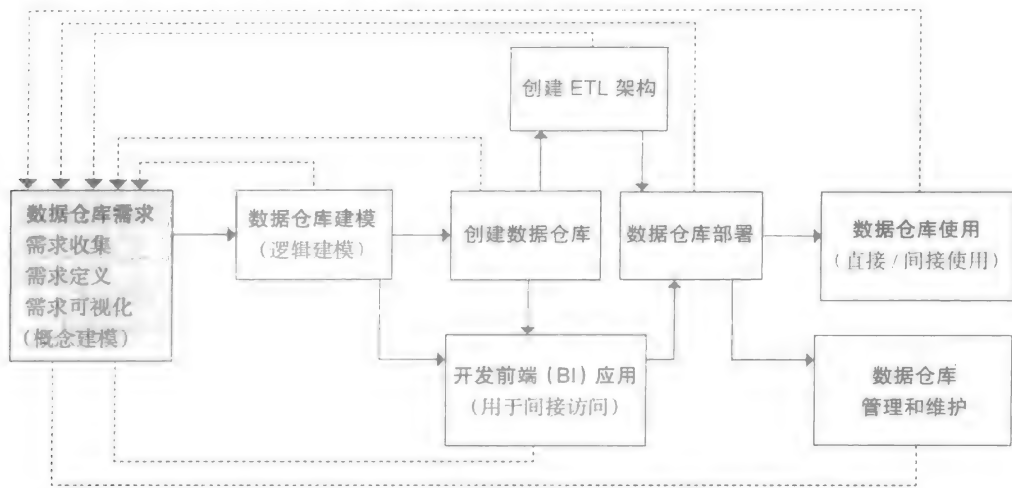 创建 ETL 架构
数据仓库需求
需求收集
需求定义
需求可视化
(概念建模)
数据仓库建模
(逻辑建模)
创建数据仓库
数据仓库部署
数据仓库使用
(直接/间接使用)
开发前端(BI)应用
(用于间接访问)
数据仓库
管理和维护